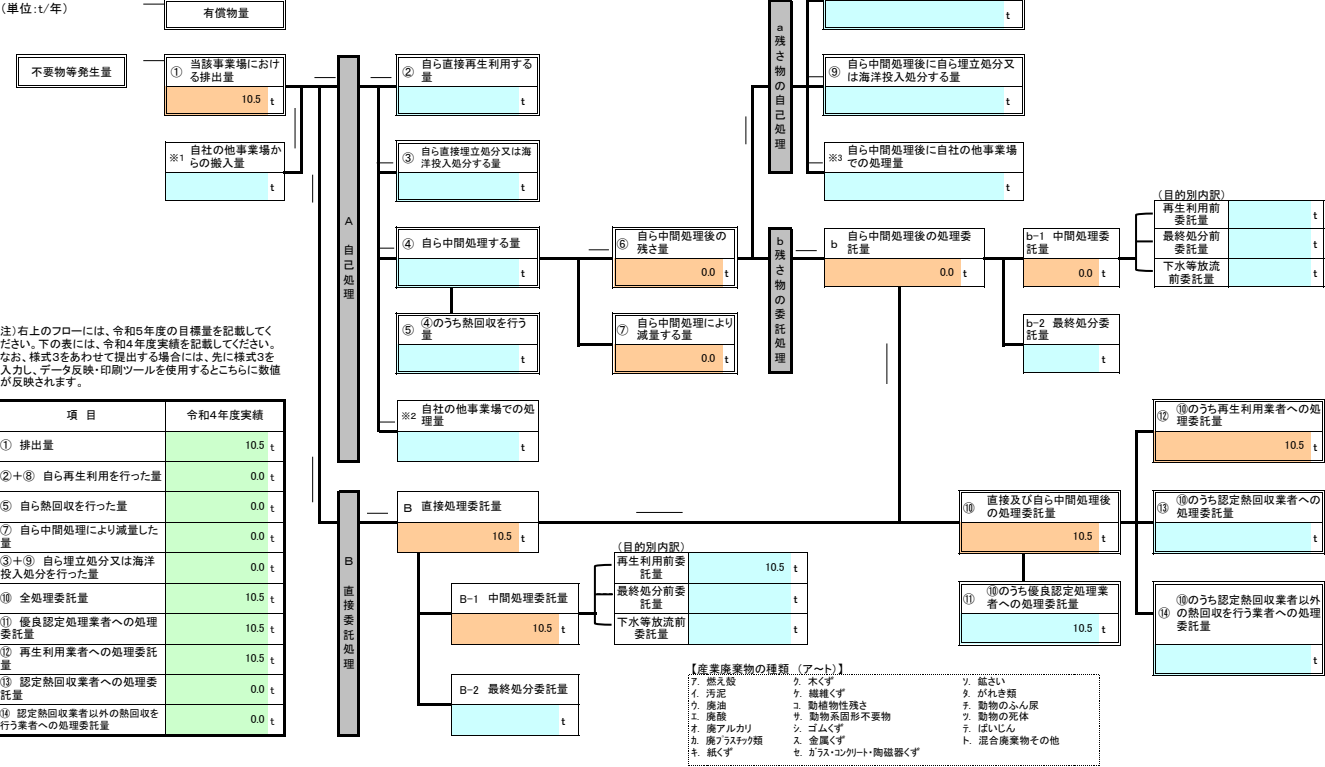 (単位:t/年)
有償物量
t
不要物等発生量
① 当該事業場におけ
る排出量
10.5 t
※1 自社の他事業場か
らの搬入量
t
A 自己処理
② 自ら直接再生利用する
量
t
③ 自ら直接埋立処分又は海
洋投入処分する量
t
④ 自ら中間処理する量
t
⑤ ④のうち熱回収を行う
量
t
※2 自社の他事業場での処
理量
t
⑥ 自ら中間処理後の
残さ量
0.0 t
⑦ 自ら中間処理により
減量する量
0.0 t
a 残さ物の自己処理
⑨ 自ら中間処理後に自ら埋立処分又
は海洋投入処分する量
t
※3 自ら中間処理後に自社の他事業場
での処理量
t
b 残さ物の委託処理
b 自ら中間処理後の処理委
託量
0.0 t
b-1 中間処理委
託量
0.0 t
b-2 最終処分委
託量
t
(目的別内訳)
再生利用前
委託量
t
最終処分前
委託量
t
下水等放流
前委託量
t
注)右上のフローには、令和5年度の目標量を記載してく
ださい。下の表には、令和4年度実績を記載してください。
なお、様式3をあわせて提出する場合には、先に様式3を
入力し、データ反映・印刷ツールを使用するとこちらに数値
が反映されます。
項 目 令和4年度実績
① 排出量 10.5 t
②+⑧ 自ら再生利用を行った量 0.0 t
⑤ 自ら熱回収を行った量 0.0 t
⑦ 自ら中間処理により減量した
量 0.0 t
③+⑨ 自ら埋立処分又は海洋
投入処分を行った量 0.0 t
⑩ 全処理委託量 10.5 t
⑪ 優良認定処理業者への処理
委託量 10.5 t
⑫ 再生利用業者への処理委託
量 10.5 t
⑬ 認定熱回収業者への処理委
託量 0.0 t
⑭ 認定熱回収業者以外の熱回収を
行う業者への処理委託量 0.0 t
B 直接委託処理
B 直接処理委託量
10.5 t
B-1 中間処理委託量
10.5 t
B-2 最終処分委託量
t
(目的別内訳)
再生利用前委
託量
10.5 t
最終処分前委
託量
t
下水等放流前
委託量
t
⑩ 直接及び自ら中間処理後
の処理委託量
10.5 t
⑪ ⑩のうち優良認定処理業
者への処理委託量
10.5 t
⑫ ⑩のうち再生利用業者への処
理委託量
10.5 t
⑬ ⑩のうち認定熱回収業者への
処理委託量
t
⑭ ⑩のうち認定熱回収業者以外
の熱回収を行う業者への処理
委託量
t
【産業廃棄物の種類 (ア~ト)】
ア. 燃え殻 ク. 木くず ソ. 鉱さい
イ. 汚泥 ケ. 繊維くず タ. がれき類
ウ. 廃油 コ. 動植物性残さ チ. 動物のふん尿
エ. 廃酸 サ. 動物系固形不要物 ツ. 動物の死体
オ. 廃アルカリ シ. ゴムくず テ. ばいじん
カ. 廃プラスチック類 ス. 金属くず ト. 混合廃棄物その他
キ. 紙くず セ. ガラス・コンクリート・陶磁器くず